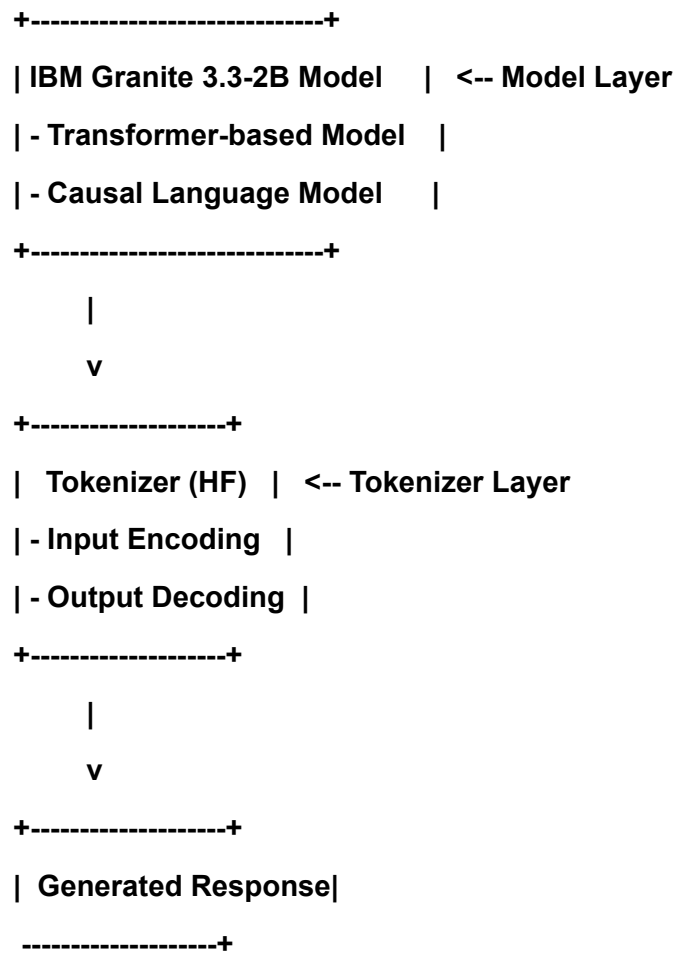 +------------------------------+
| IBM Granite 3.3-2B Model    |   <-- Model Layer
| - Transformer-based Model    |
| - Causal Language Model      |
+------------------------------+
|
v
+--------------------+
|   Tokenizer (HF)   |   <-- Tokenizer Layer
| - Input Encoding   |
| - Output Decoding  |
+--------------------+
|
v
+--------------------+
|  Generated Response|
--------------------+